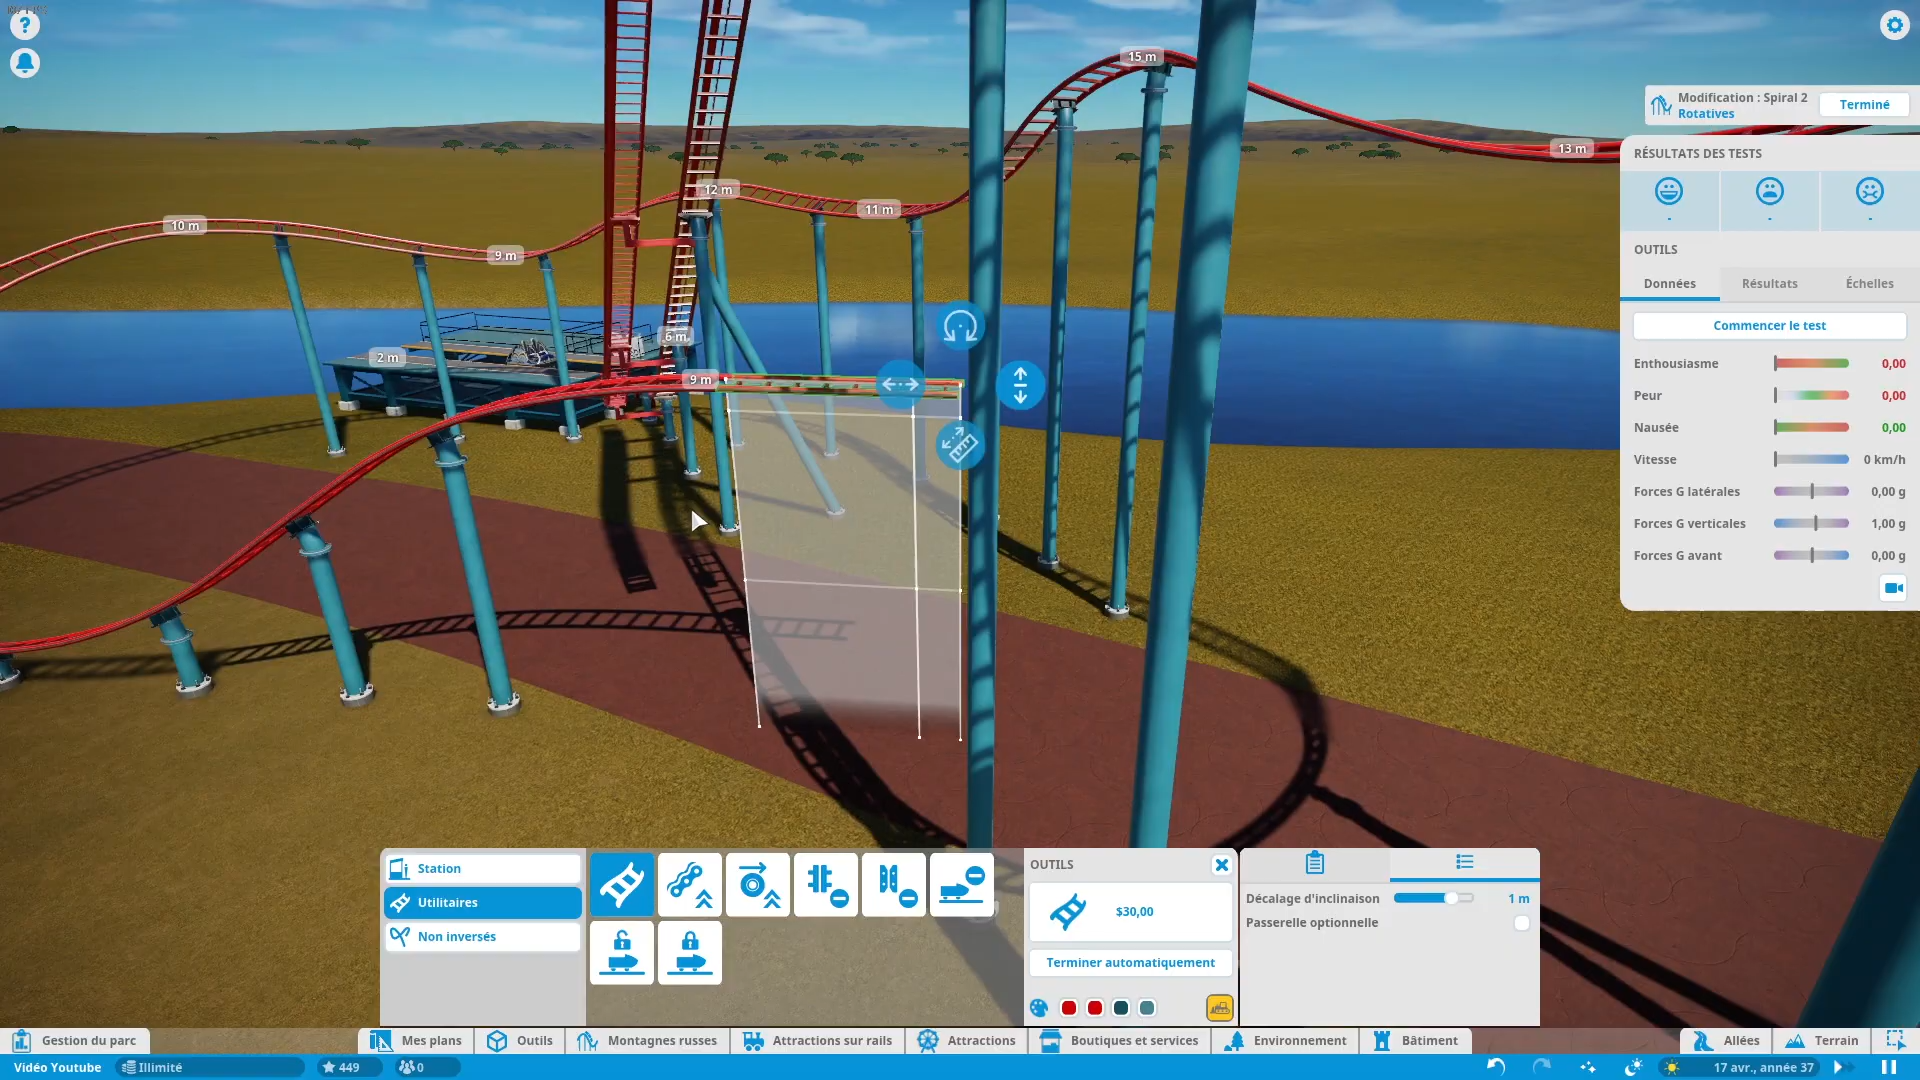 ?
15 m
Modification : Spiral 2
Rotatives
Terminé
13 m
RÉSULTATS DES TESTS
- - -
12 m
11 m
10 m
9 m
OUTILS
Données Résultats Échelles
Commencer le test
6 m
2 m
9 m
Enthousiasme 0,00
Peur 0,00
Nausée 0,00
Vitesse 0 km/h
Forces G latérales 0,00 g
Forces G verticales 1,00 g
Forces G avant 0,00 g
Station
Utilitaires
Non inversés
OUTILS
$30,00
Terminer automatiquement
Décalage d'inclinaison 1 m
Passerelle optionnelle
Gestion du parc
Mes plans
Outils
Montagnes russes
Attractions sur rails
Attractions
Boutiques et services
Environnement
Bâtiment
Allées
Terrain
Vidéo Youtube
Illimité
449
0
17 avr., année 37